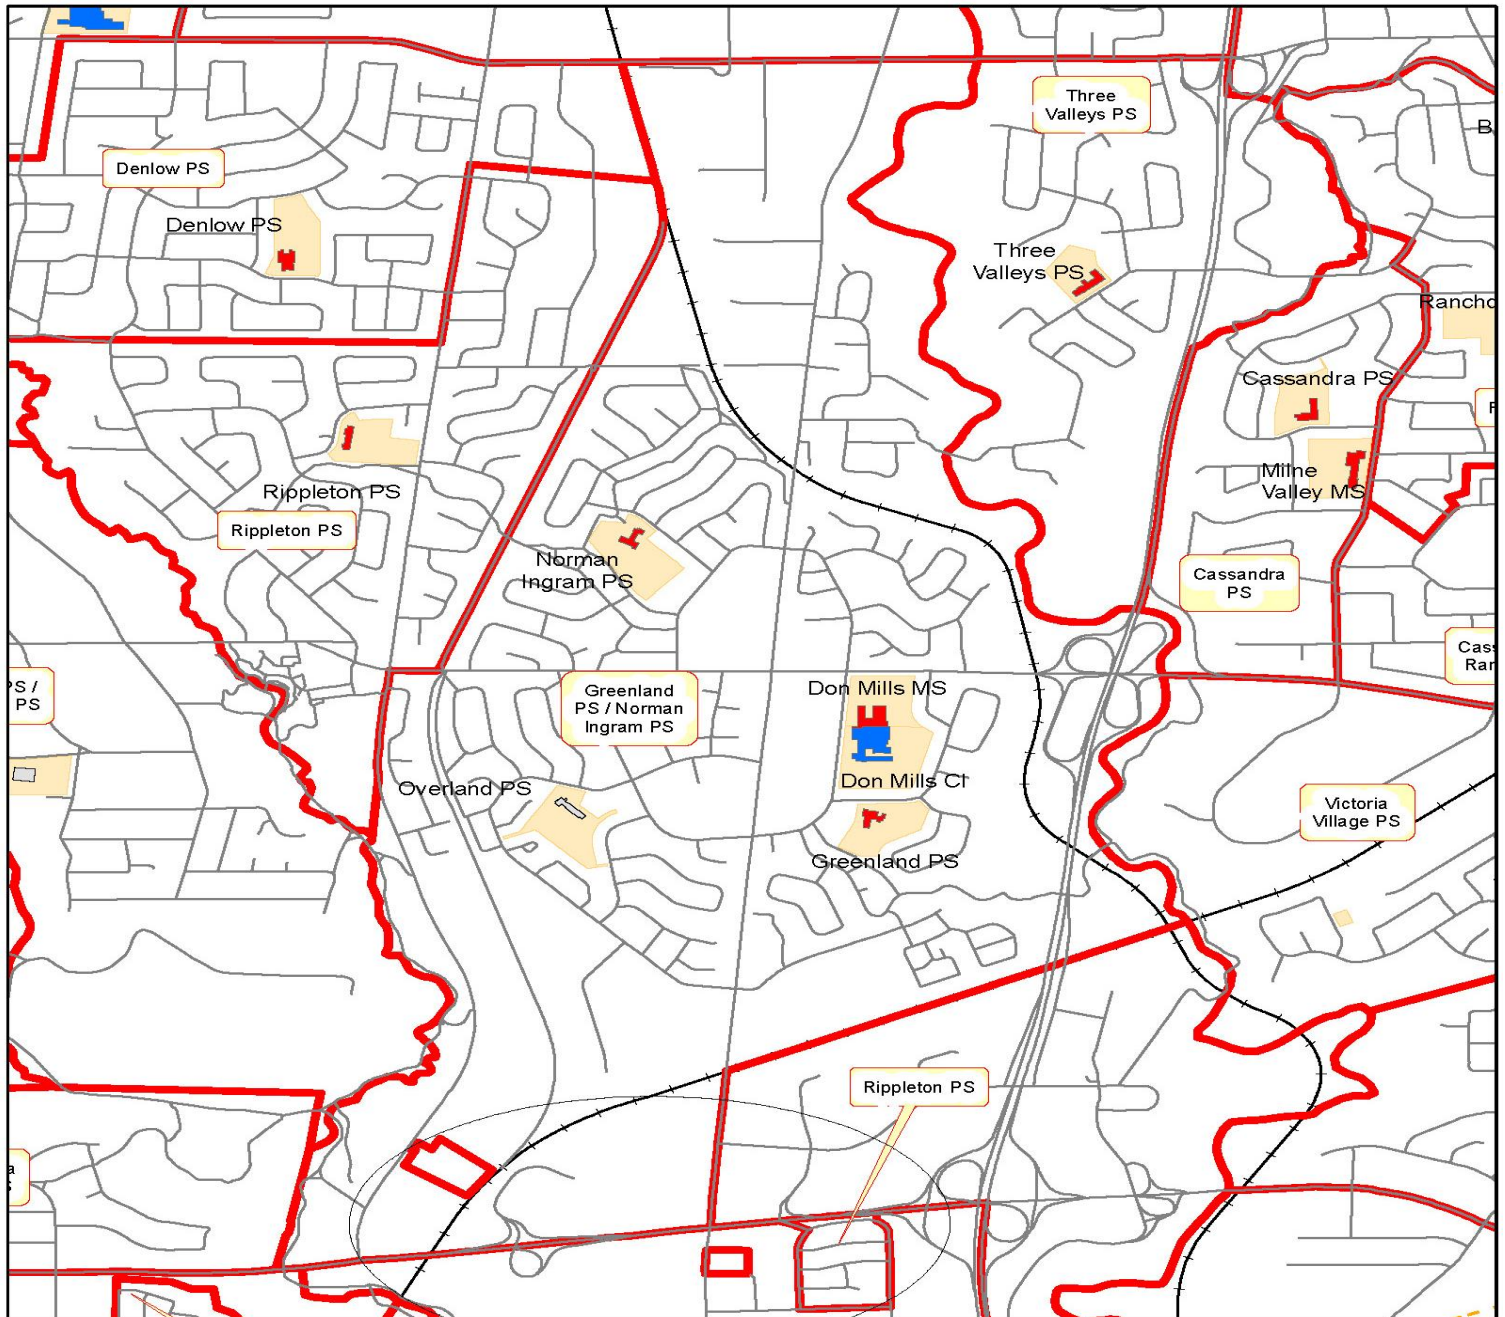 Three
Valleys PS
B
Denlow PS
Denlow PS
Three
Valleys PS
Rancho
Cassandra PS
Milne
Valley MS
Rippleton PS
Rippleton PS
Norman
Ingram PS
Cassandra
PS
Cass
Ran
PS /
PS
Greenland
PS / Norman
Ingram PS
Don Mills MS
Don Mills CI
Overland PS
Victoria
Village PS
Greenland PS
Rippleton PS
a